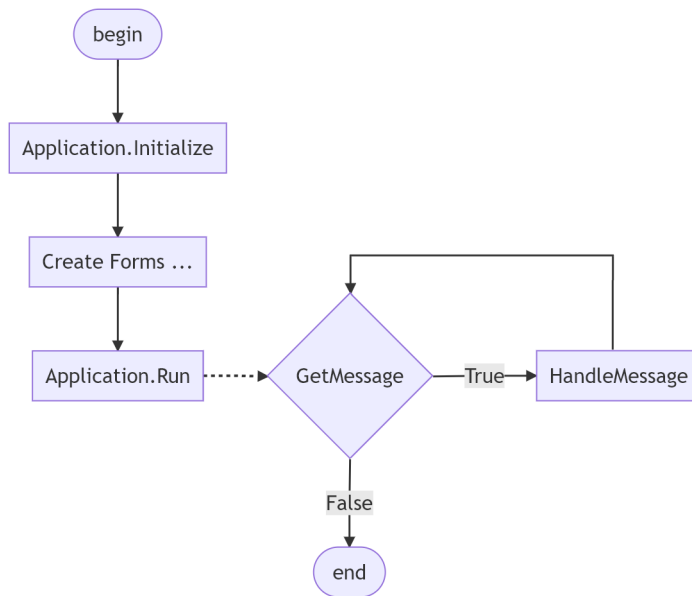 begin
Application.Initialize
Create Forms ...
Application.Run
GetMessage
True
HandleMessage
False
end